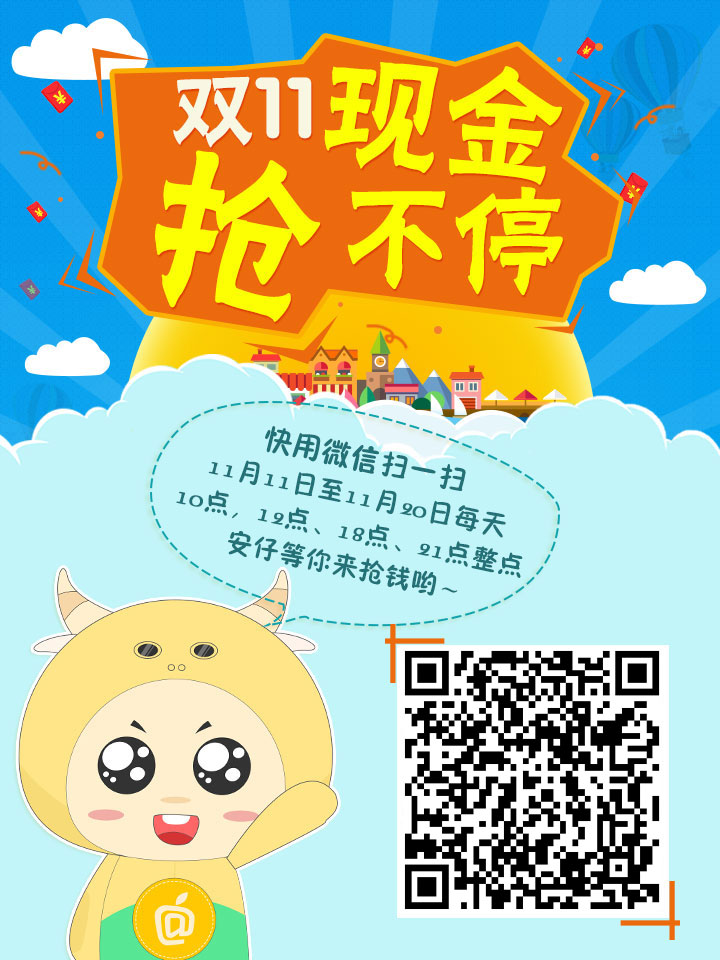 双11现金
抢不停
快用微信扫一扫
11月11日至11月20日每天
10点，12点、18点、21点整点
安仔等你来抢钱哟~